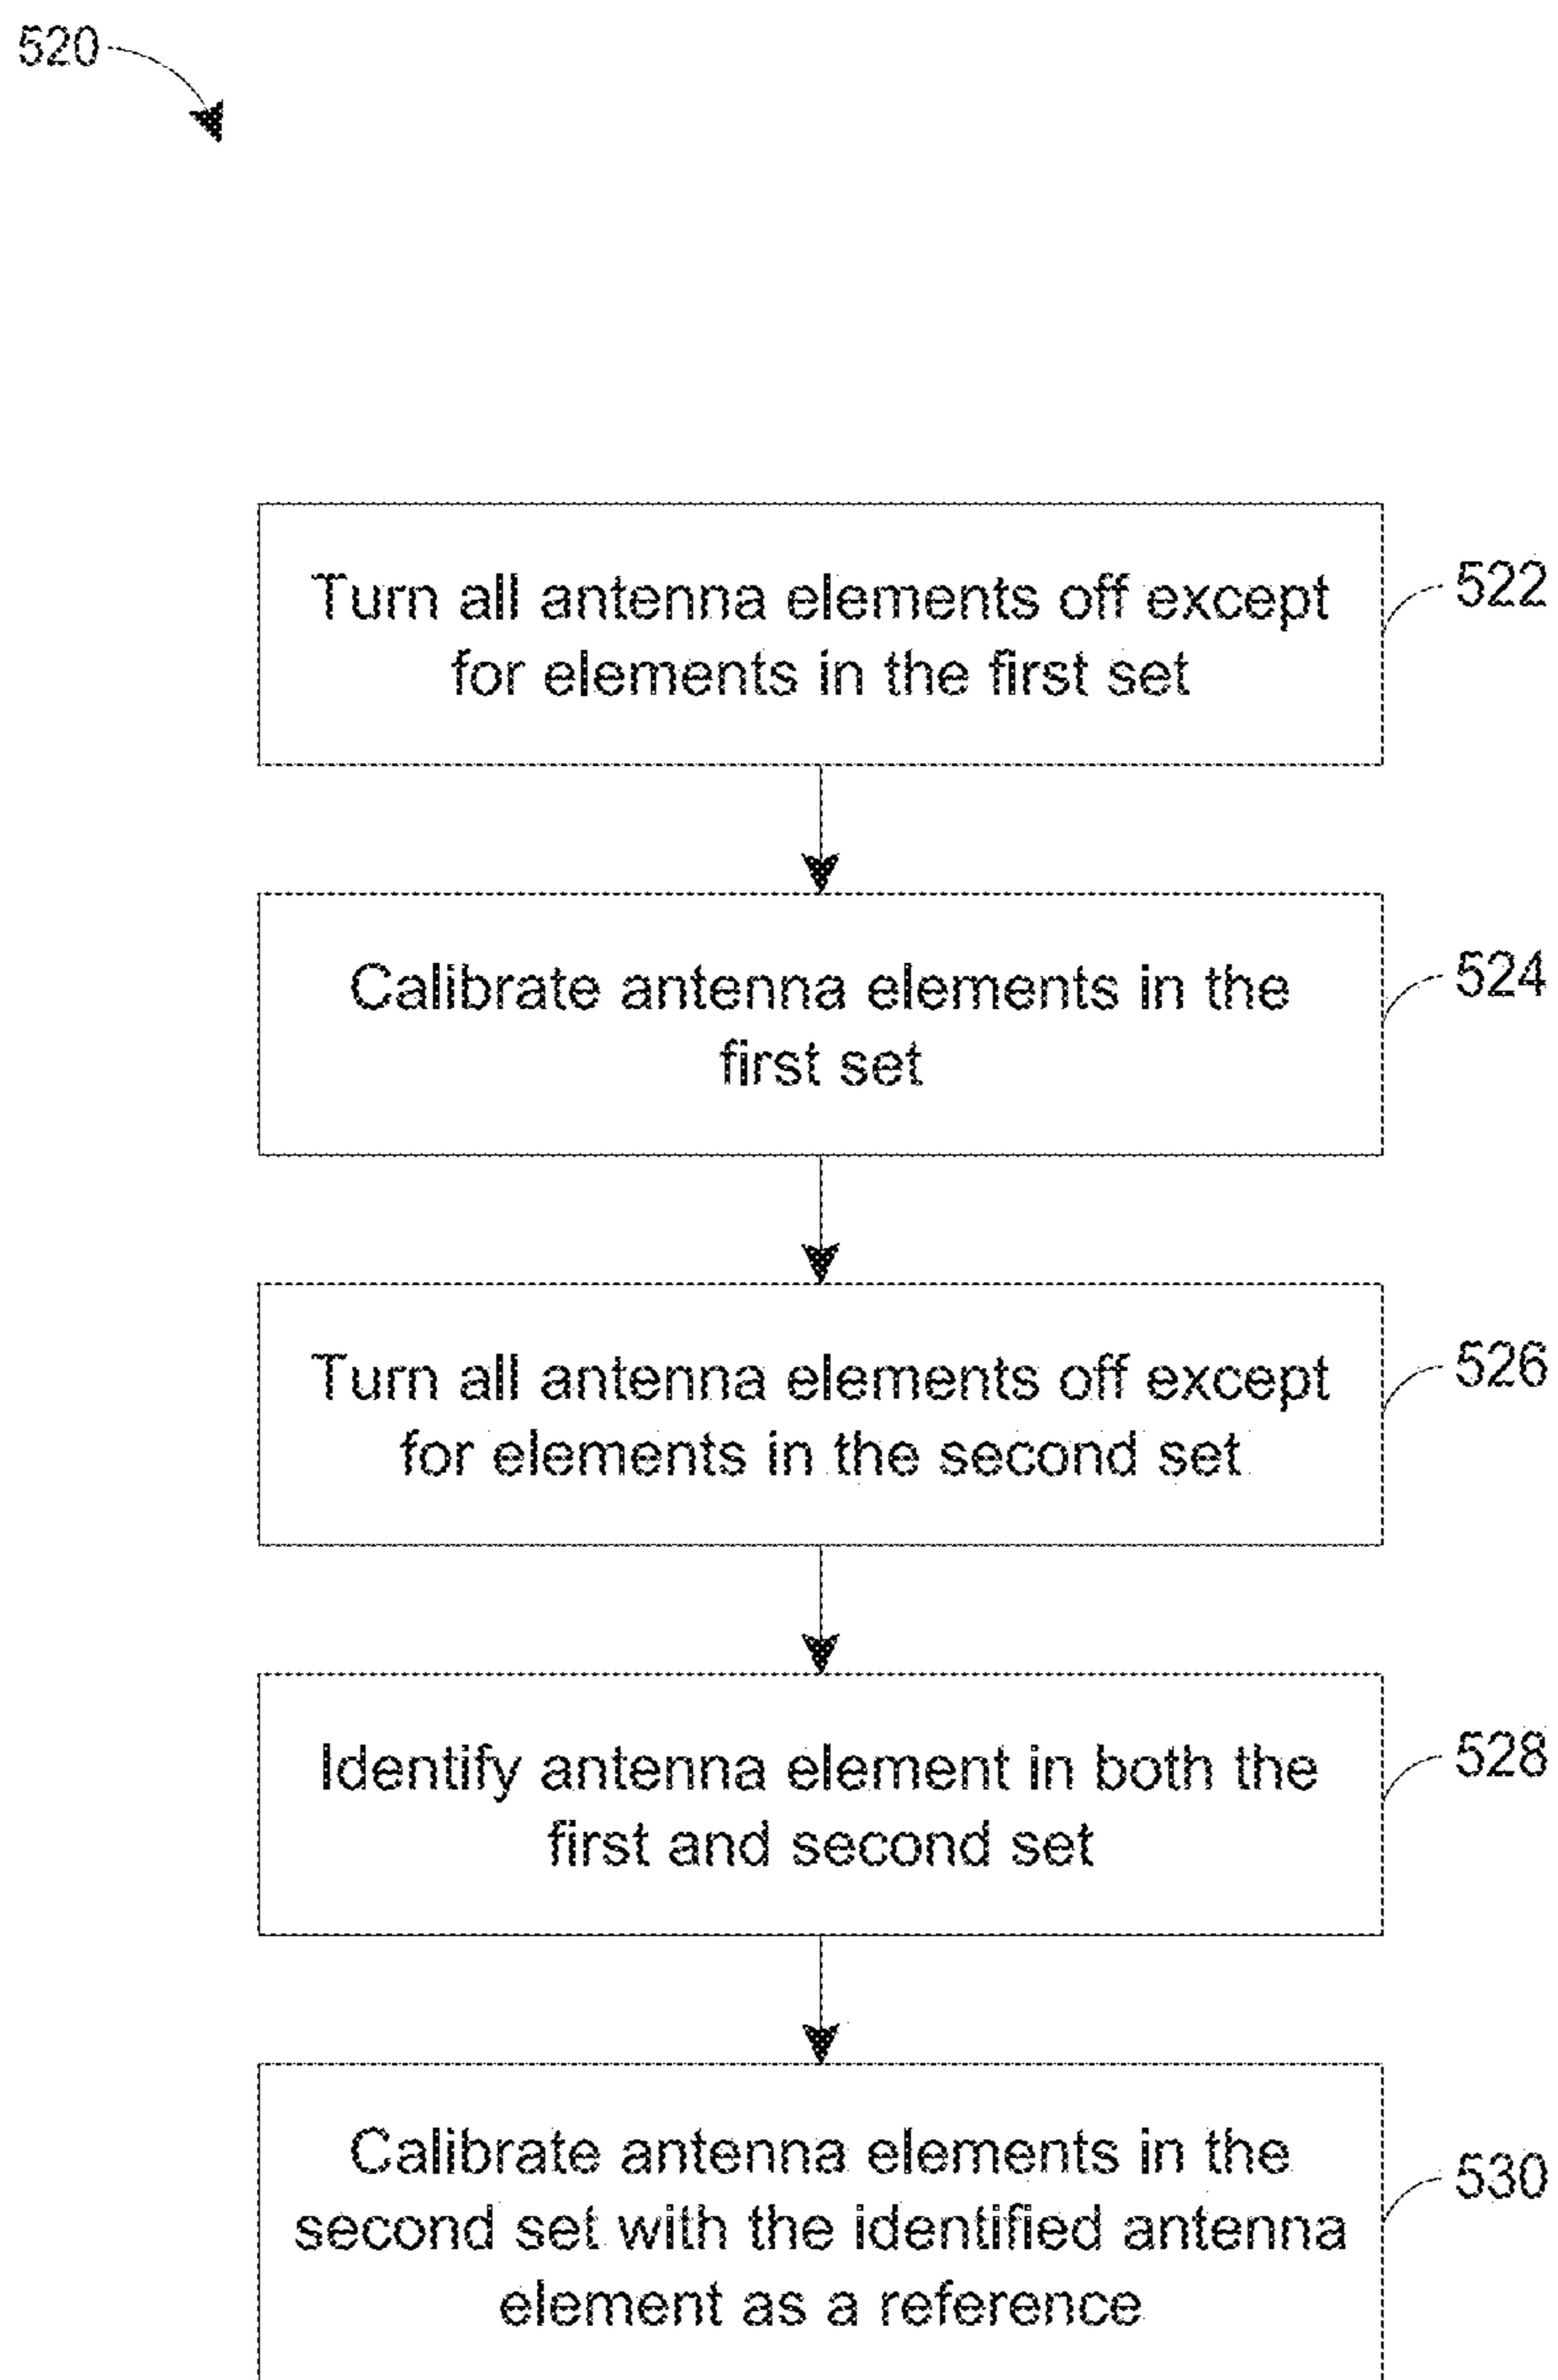 520
Turn all antenna elements off except
for elements in the first set
522
Calibrate antenna elements in the
first set
524
Turn all antenna elements off except
for elements in the second set
526
Identify antenna element in both the
first and second set
528
Calibrate antenna elements in the
second set with the identified antenna
element as a reference
530